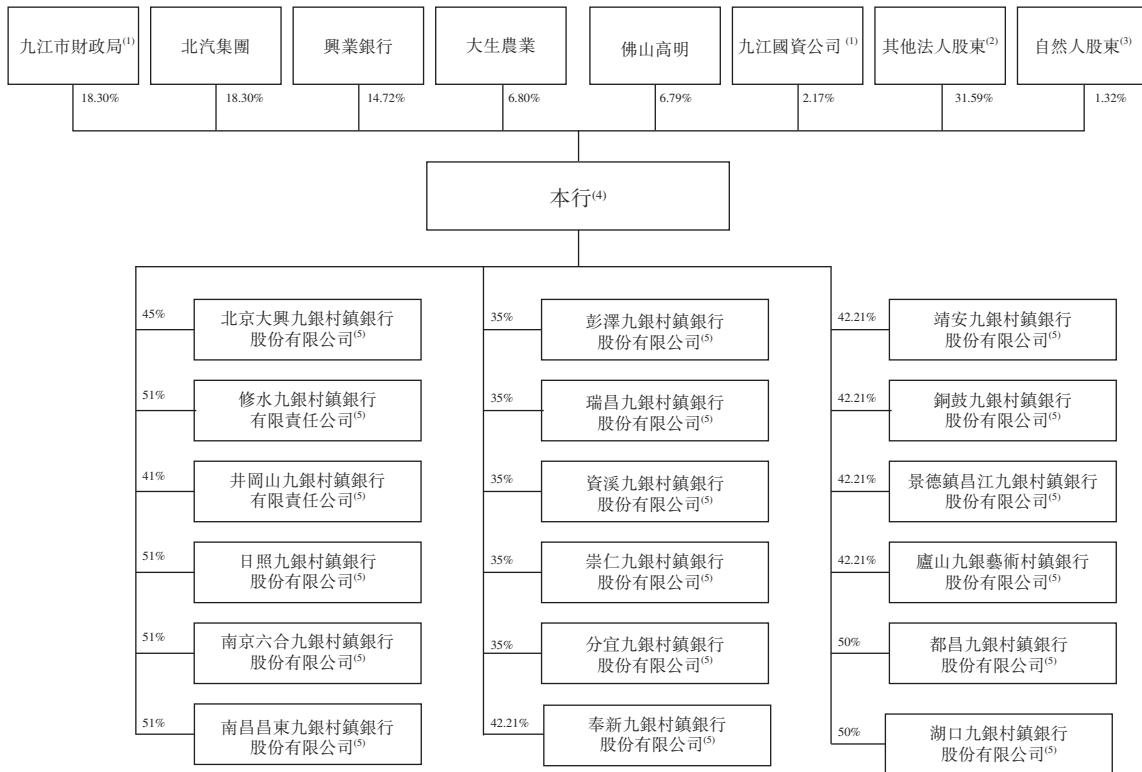 九江市財政局(1)
北汽集團
興業銀行
大生農業
佛山高明
九江國資公司(1)
其他法人股東(2)
自然人股東(3)
18.30%
18.30%
14.72%
6.80%
6.79%
2.17%
31.59%
1.32%
本行(4)
45%
北京大興九銀村鎮銀行
股份有限公司(5)
35%
彭澤九銀村鎮銀行
股份有限公司(5)
42.21%
靖安九銀村鎮銀行
股份有限公司(5)
51%
修水九銀村鎮銀行
有限責任公司(5)
35%
瑞昌九銀村鎮銀行
股份有限公司(5)
42.21%
銅鼓九銀村鎮銀行
股份有限公司(5)
41%
井岡山九銀村鎮銀行
有限責任公司(5)
35%
資溪九銀村鎮銀行
股份有限公司(5)
42.21%
景德鎮昌江九銀村鎮銀行
股份有限公司(5)
51%
日照九銀村鎮銀行
股份有限公司(5)
35%
崇仁九銀村鎮銀行
股份有限公司(5)
42.21%
廬山九銀藝術村鎮銀行
股份有限公司(5)
51%
南京六合九銀村鎮銀行
股份有限公司(5)
35%
分宜九銀村鎮銀行
股份有限公司(5)
50%
都昌九銀村鎮銀行
股份有限公司(5)
51%
南昌昌東九銀村鎮銀行
股份有限公司(5)
42.21%
奉新九銀村鎮銀行
股份有限公司(5)
50%
湖口九銀村鎮銀行
股份有限公司(5)